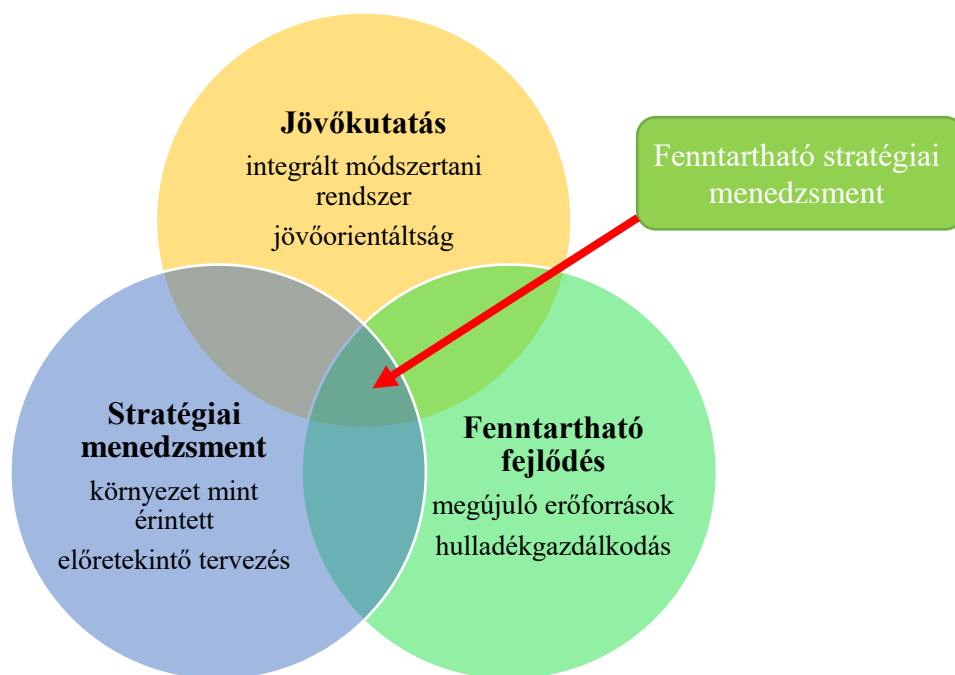 Jövőkutatás
integrált módszertani
rendszer
jövőorientáltság
Fenntartható stratégiai
menedzsment
Stratégiai
menedzsment
környezet mint
érintett
előretekintő tervezés
Fenntartható
fejlődés
megújuló erőforrások
hulladékgazdálkodás